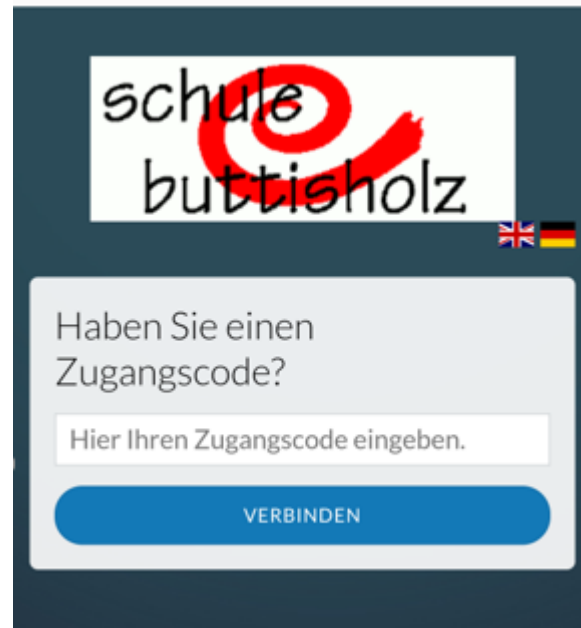 schule
buttisholz
Haben Sie einen
Zugangscode?
Hier Ihren Zugangscode eingeben.
VERBINDEN